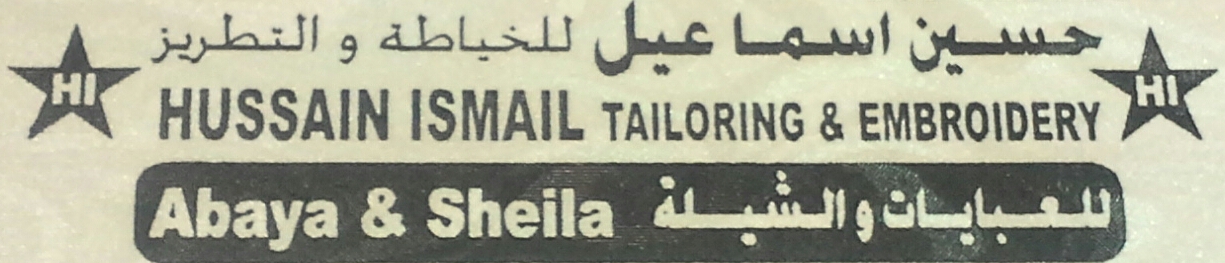 حسين اسماعيل للخياطة و التطريز
HI HUSSAIN ISMAIL TAILORING & EMBROIDERY HI
Abaya & Sheila للعبايات والشيلة